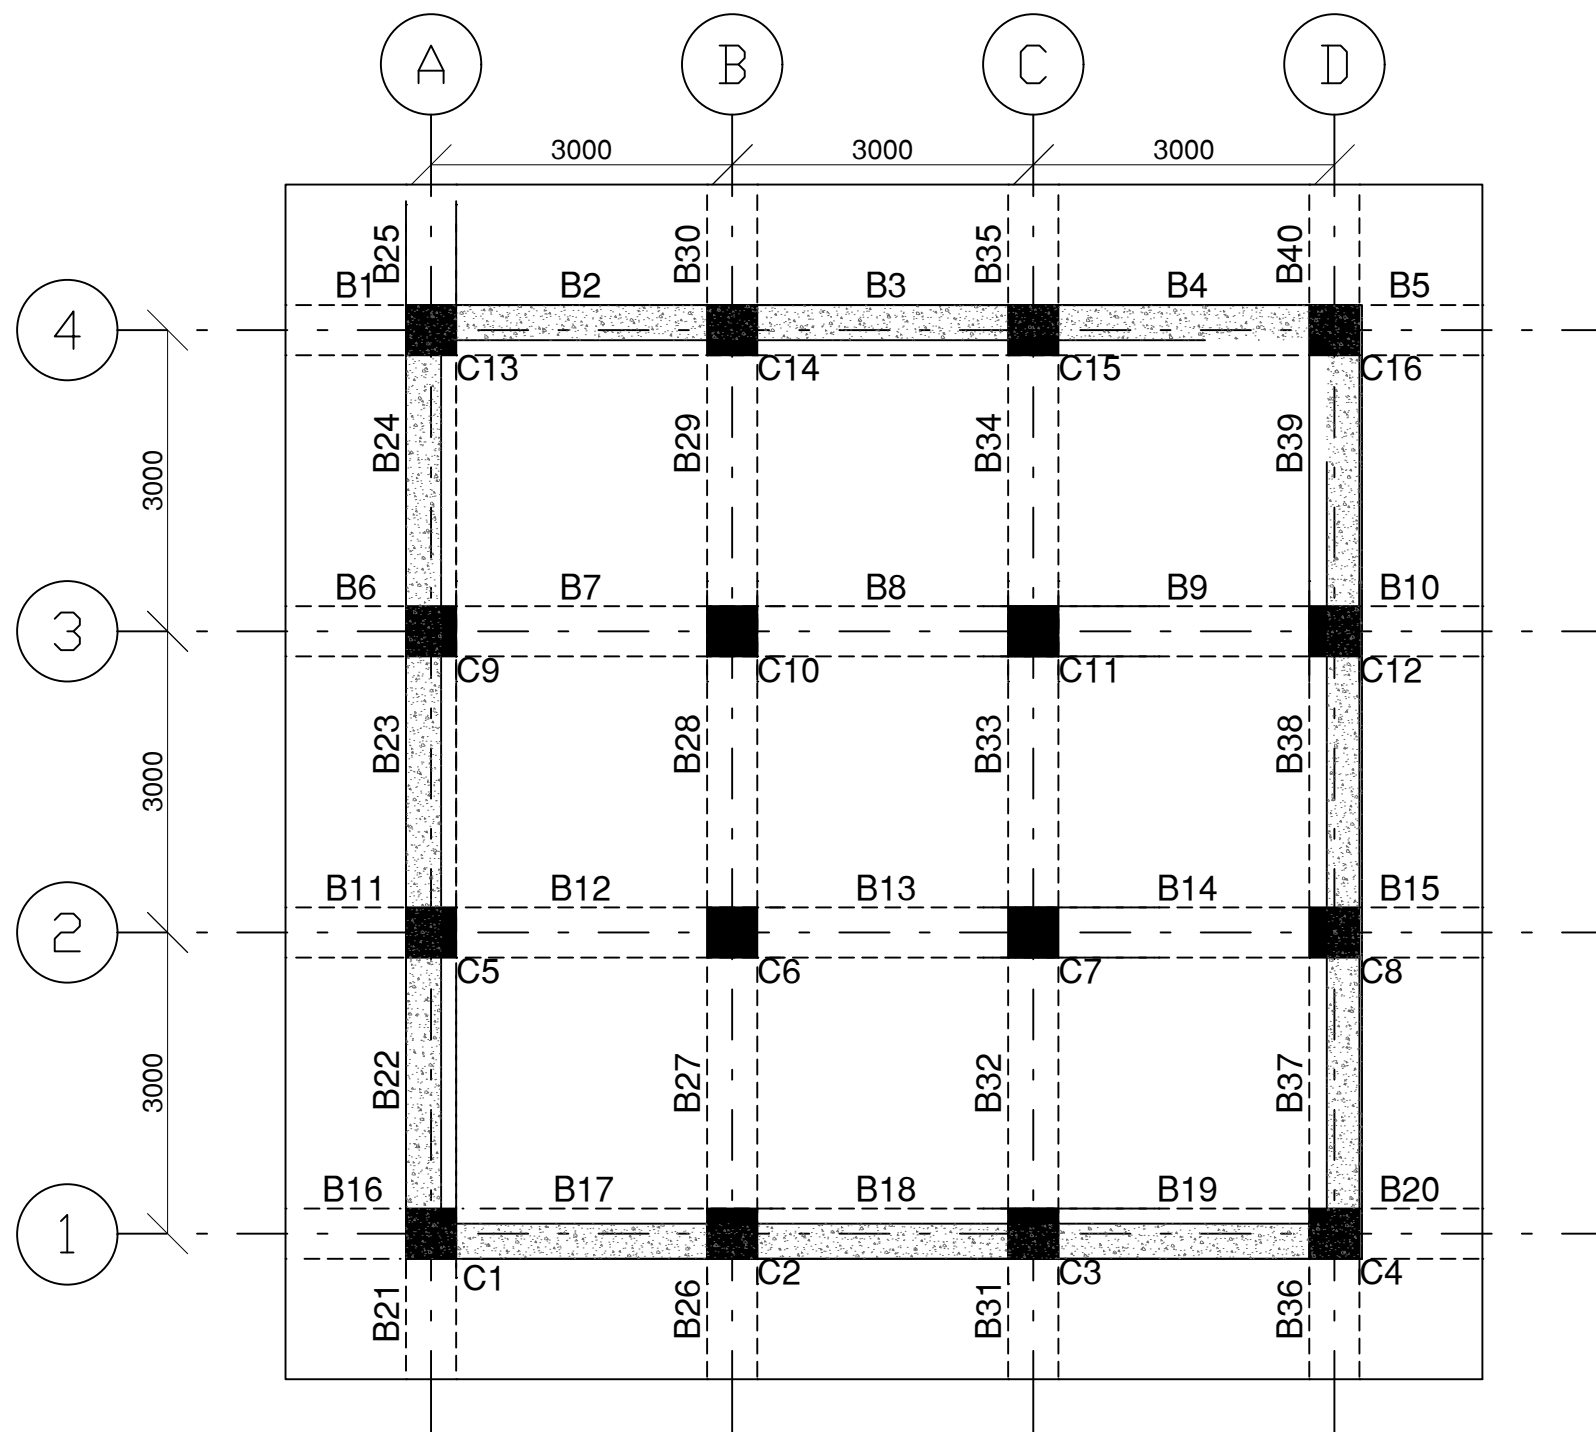 A B C D
3000 3000 3000
B25 B30 B35 B40
B1 B2 B3 B4 B5
4
C13 C14 C15 C16
B24 B29 B34 B39
3000
B6 B7 B8 B9 B10
3
C9 C10 C11 C12
B23 B28 B33 B38
3000
B11 B12 B13 B14 B15
2
C5 C6 C7 C8
B22 B27 B32 B37
3000
B16 B17 B18 B19 B20
1
C1 C2 C3 C4
B21 B26 B31 B36